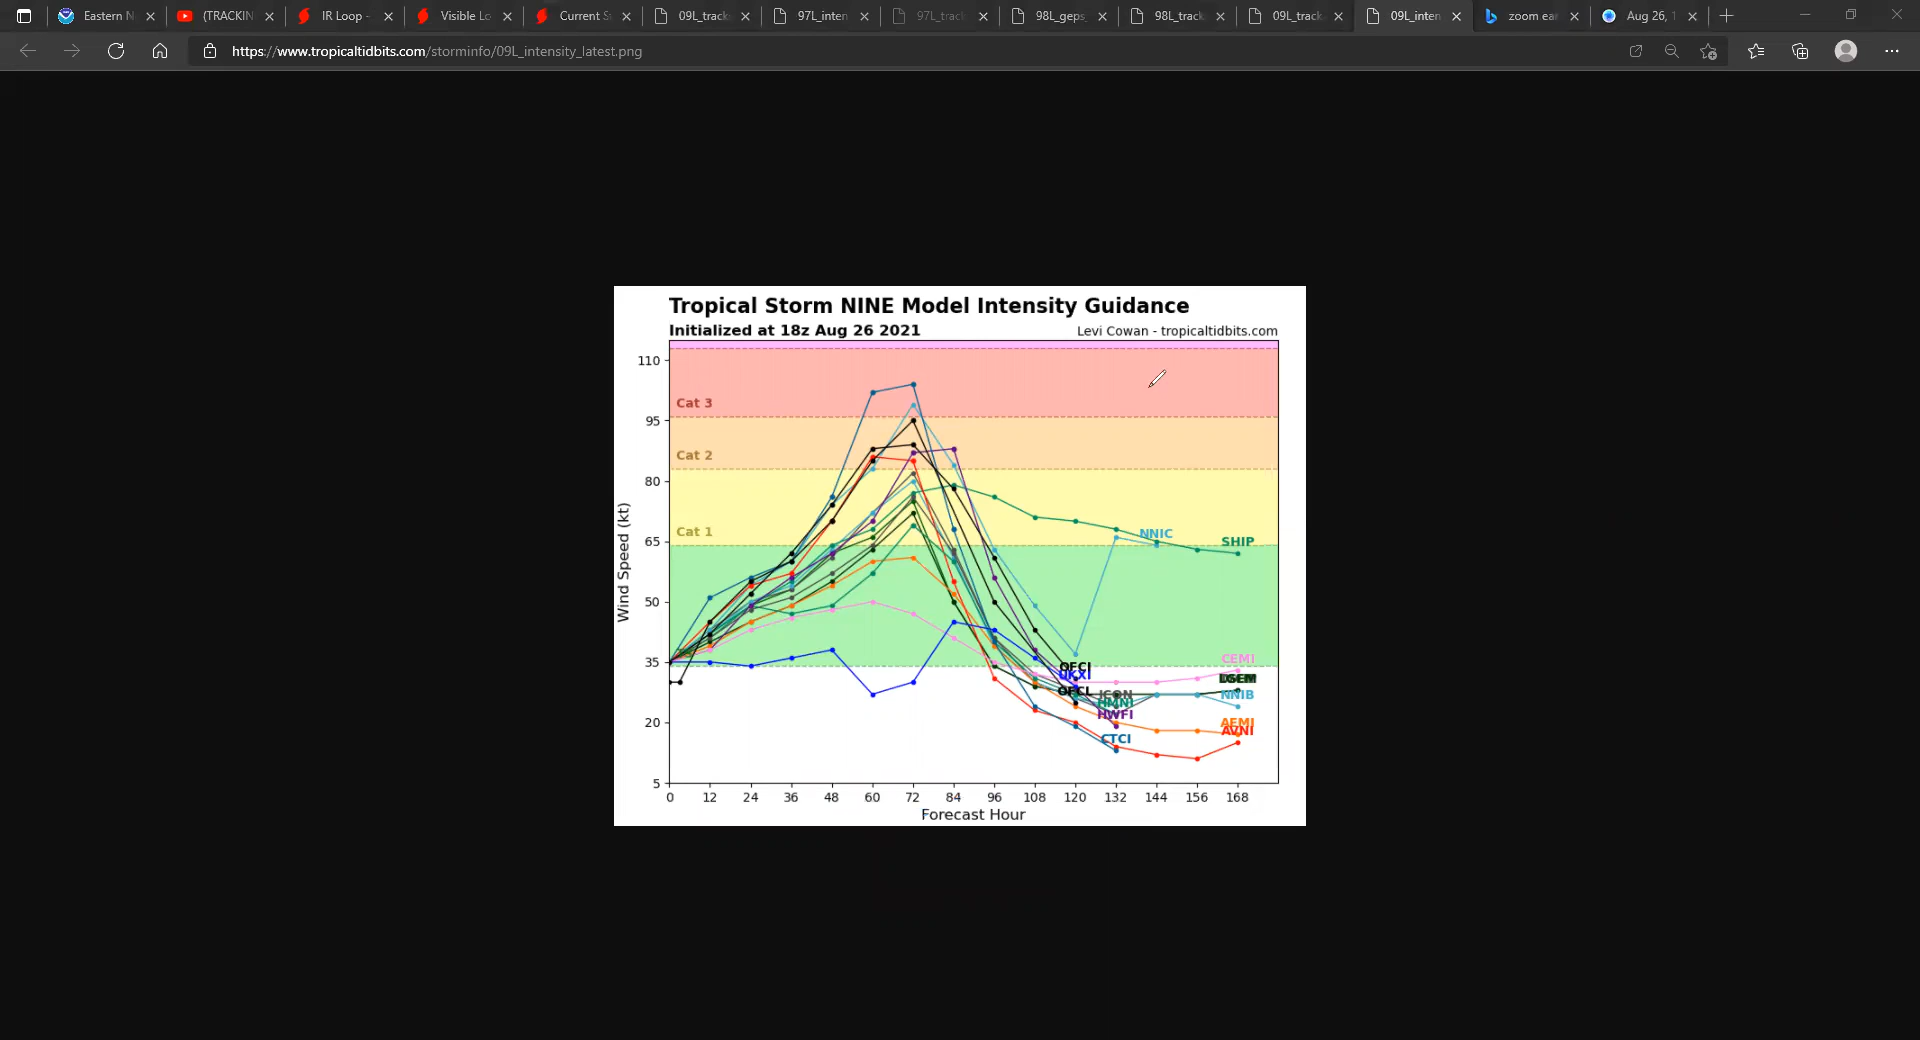 Eastern N
(TRACKIN
IR Loop -
Visible Lo
Current S
09L_track
97L_inten
97L_track
98L_geps
98L_track
09L_track
09L_inten
zoom ear
Aug 26, 1
https://www.tropicaltidbits.com/storminfo/09L_intensity_latest.png
Tropical Storm NINE Model Intensity Guidance
Initialized at 18z Aug 26 2021
Levi Cowan - tropicaltidbits.com
110
Cat 3
95
Cat 2
80
Cat 1
65
NNIC
SHIP
Wind Speed (kt)
50
35
CEMI
OFCI
UKXI
LGEM
OFCL
ICON
NNIB
HMNI
HWFI
20
AEMI
AVNI
CTCI
5
0 12 24 36 48 60 72 84 96 108 120 132 144 156 168
Forecast Hour